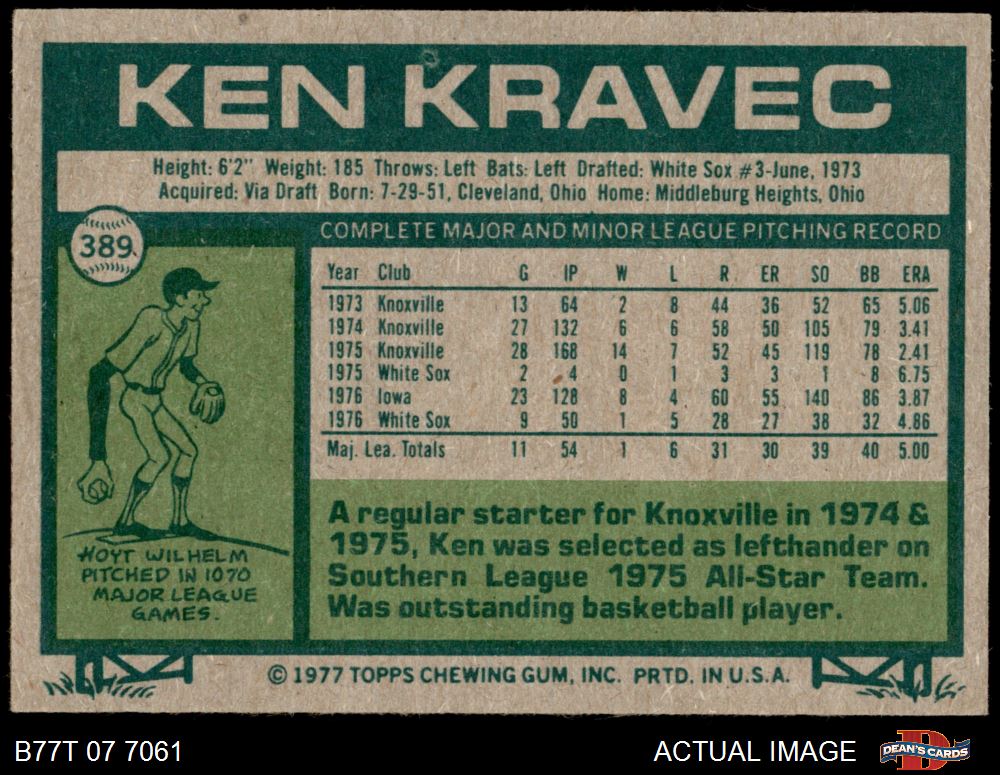 KEN KRAVEC
Height: 6'2" Weight: 185 Throws: Left Bats: Left Drafted: White Sox #3-June, 1973
Acquired: Via Draft Born: 7-29-51, Cleveland, Ohio Home: Middleburg Heights, Ohio
389
COMPLETE MAJOR AND MINOR LEAGUE PITCHING RECORD
Year Club G IP W L R ER SO BB ERA
1973 Knoxville 13 64 2 8 44 36 52 65 5.06
1974 Knoxville 27 132 6 6 58 50 105 79 3.41
1975 Knoxville 28 168 14 7 52 45 119 78 2.41
1975 White Sox 2 4 0 1 3 3 1 8 6.75
1976 Iowa 23 128 8 4 60 55 140 86 3.87
1976 White Sox 9 50 1 5 28 27 38 32 4.86
Maj. Lea. Totals 11 54 1 6 31 30 39 40 5.00
HOYT WILHELM
PITCHED IN 1070
MAJOR LEAGUE
GAMES.
A regular starter for Knoxville in 1974 &
1975, Ken was selected as lefthander on
Southern League 1975 All-Star Team.
Was outstanding basketball player.
© 1977 TOPPS CHEWING GUM, INC. PRTD. IN U.S.A.
B77T 07 7061
ACTUAL IMAGE
DEAN'S CARDS